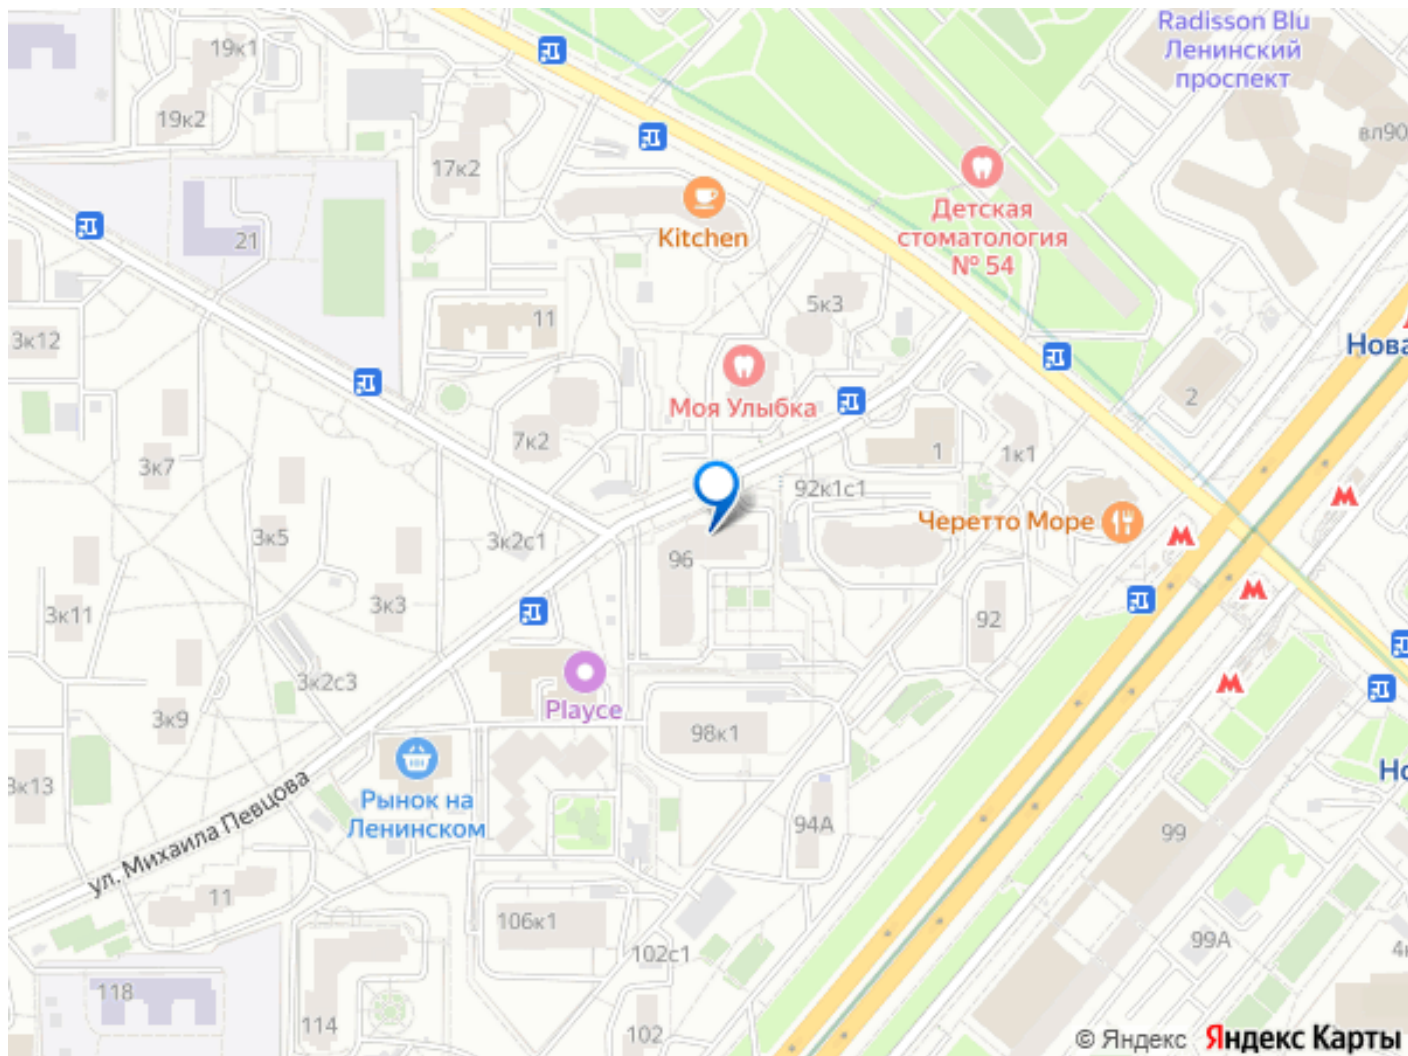 Radisson Blu
Ленинский
проспект
19к1
19к2
вл90
17к2
Детская
стоматология
№ 54
Kitchen
21
5к3
11
3к12
Нова
2
Моя Улыбка
7к2
1
1к1
3к7
92к1с1
Черетто Море
3к5
3к2с1
96
3к11
3к3
92
3к2с3
Playce
3к9
98к1
Но
3к13
Рынок на
Ленинском
94А
99
ул. Михаила Певцова
11
106к1
99А
102с1
4к
118
114
102
© Яндекс Яндекс Карты